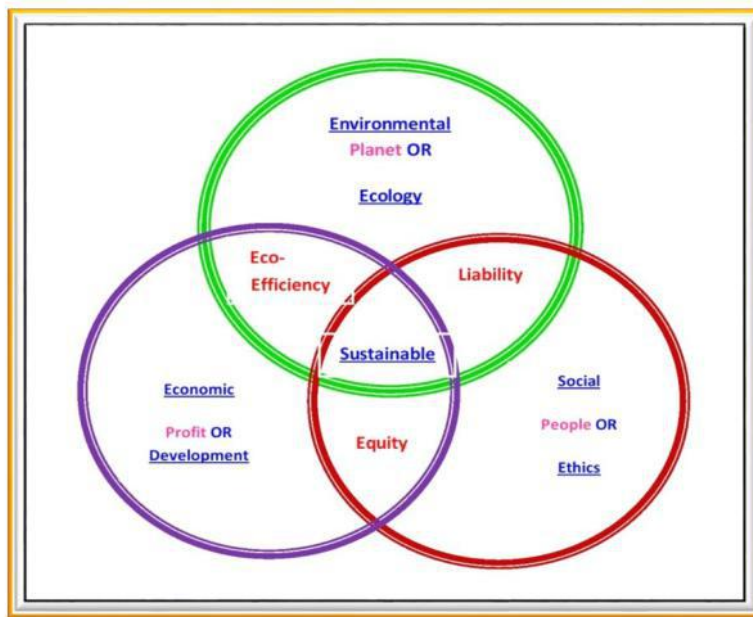 Environmental
Planet OR
Ecology
Eco-
Efficiency
Liability
Sustainable
Economic
Profit OR
Development
Social
People OR
Ethics
Equity